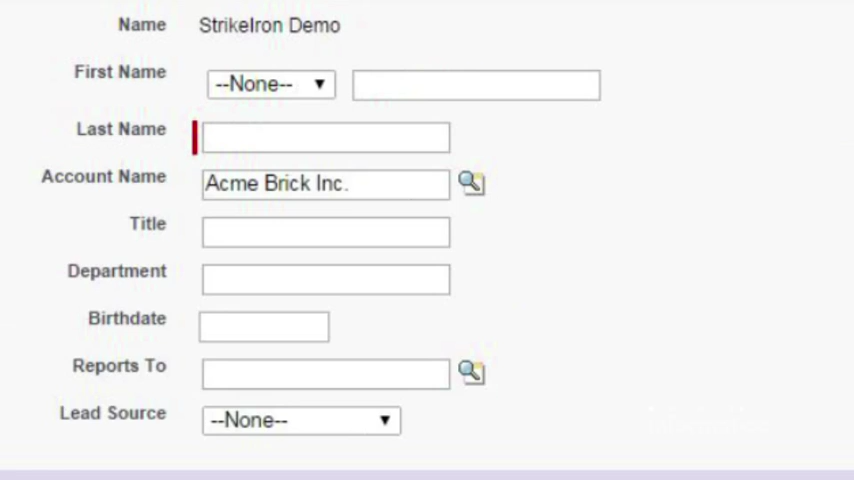 Name StrikeIron Demo
First Name --None--
Last Name
Account Name Acme Brick Inc.
Title
Department
Birthdate
Reports To
Lead Source --None--